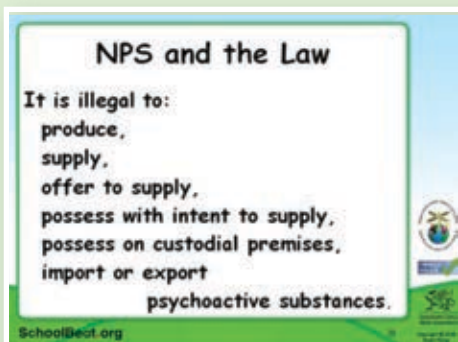 NPS and the Law
It is illegal to:
produce,
supply,
offer to supply,
possess with intent to supply,
possess on custodial premises,
import or export
psychoactive substances.
SchoolBeat.org